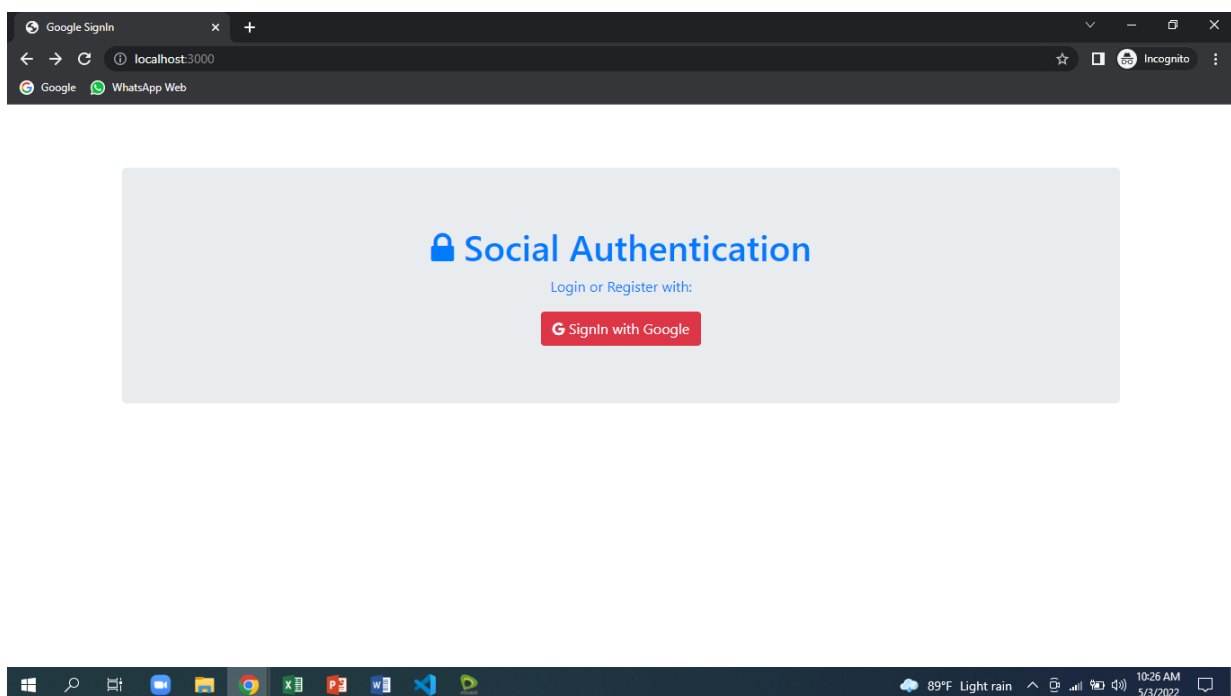 Google SignIn
localhost:3000
Incognito
Google WhatsApp Web
Social Authentication
Login or Register with:
G SignIn with Google
89°F Light rain
10:26 AM
5/3/2022